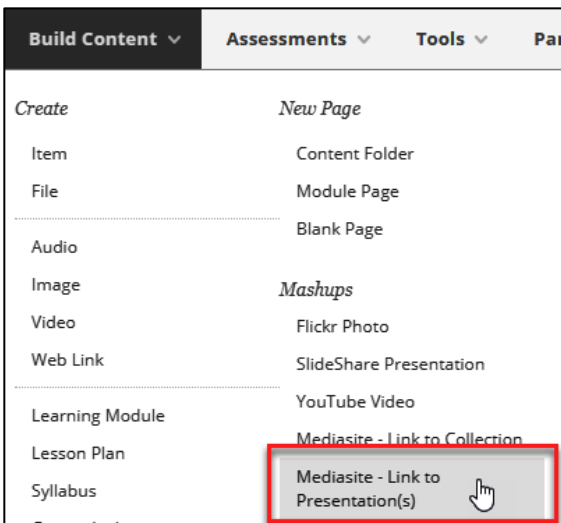 Build Content Assessments Tools Par
Create
Item
File
Audio
Image
Video
Web Link
Learning Module
Lesson Plan
Syllabus
New Page
Content Folder
Module Page
Blank Page
Mashups
Flickr Photo
SlideShare Presentation
YouTube Video
Mediasite - Link to Collection
Mediasite - Link to
Presentation(s)